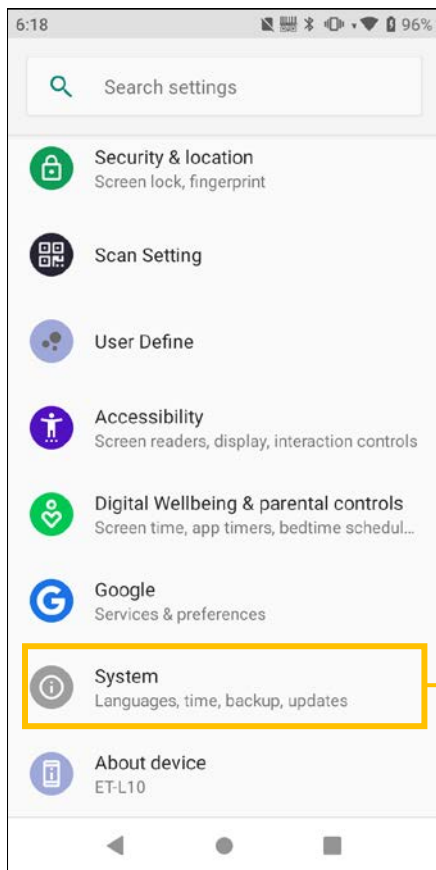 6:18 96%
Search settings
Security & location
Screen lock, fingerprint
Scan Setting
User Define
Accessibility
Screen readers, display, interaction controls
Digital Wellbeing & parental controls
Screen time, app timers, bedtime schedul...
Google
Services & preferences
System
Languages, time, backup, updates
About device
ET-L10